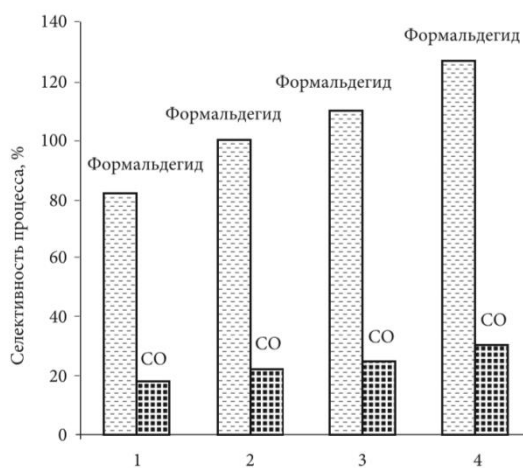 140
120
100
80
60
40
20
0
Селективность процесса, %
Формальдегид
Формальдегид
Формальдегид
Формальдегид
CO
CO
CO
CO
1
2
3
4